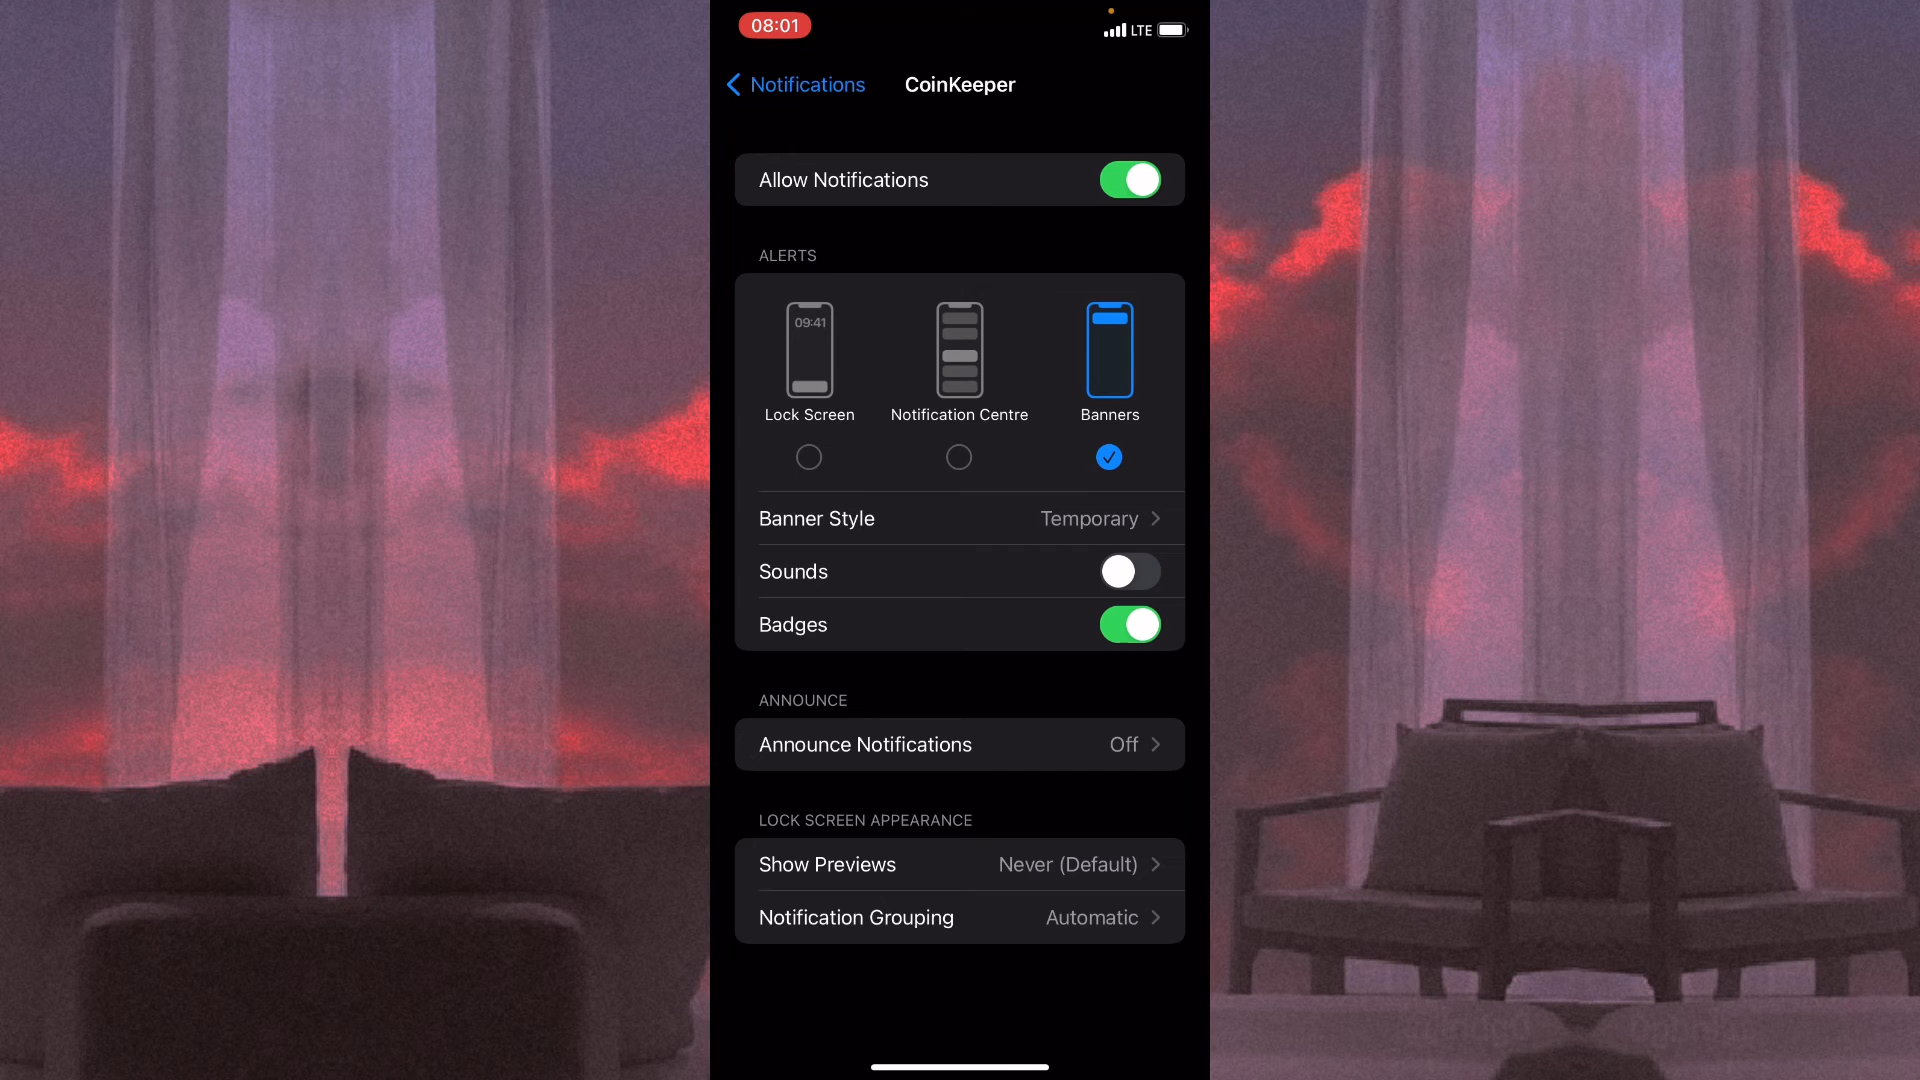 08:01
LTE
Notifications
CoinKeeper
Allow Notifications
ALERTS
09:41
Lock Screen
Notification Centre
Banners
Banner Style
Temporary
Sounds
Badges
ANNOUNCE
Announce Notifications
Off
LOCK SCREEN APPEARANCE
Show Previews
Never (Default)
Notification Grouping
Automatic